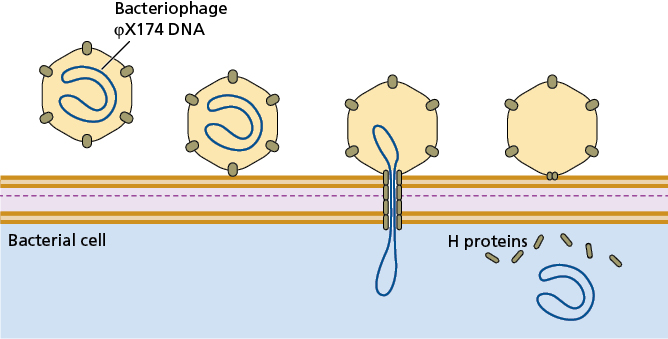 Bacteriophage
φX174 DNA
Bacterial cell
H proteins